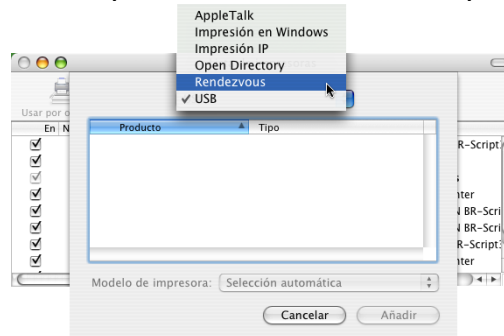 AppleTalk
Impresión en Windows
Impresión IP
Open Directory
Rendezvous
USB
Usar por
En N
Producto Tipo
R-Script
nter
BR-Scri
BR-Scri
R-Script
nter
Modelo de impresora: Selección automática
Cancelar Añadir